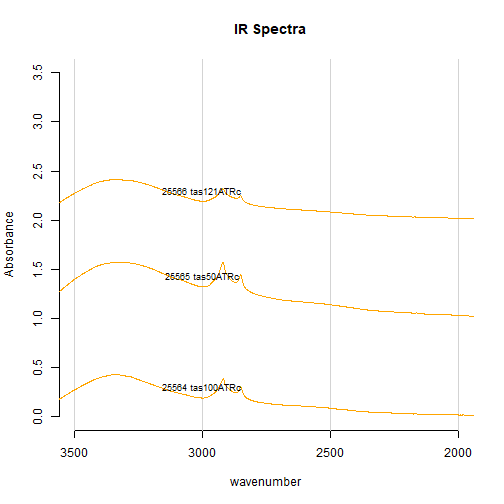 IR Spectra
Absorbance
3.5
3.0
2.5
2.0
1.5
1.0
0.5
0.0
25566 tas121ATRc
25565 tas50ATRc
25564 tas100ATRc
3500 3000 2500 2000
wavenumber